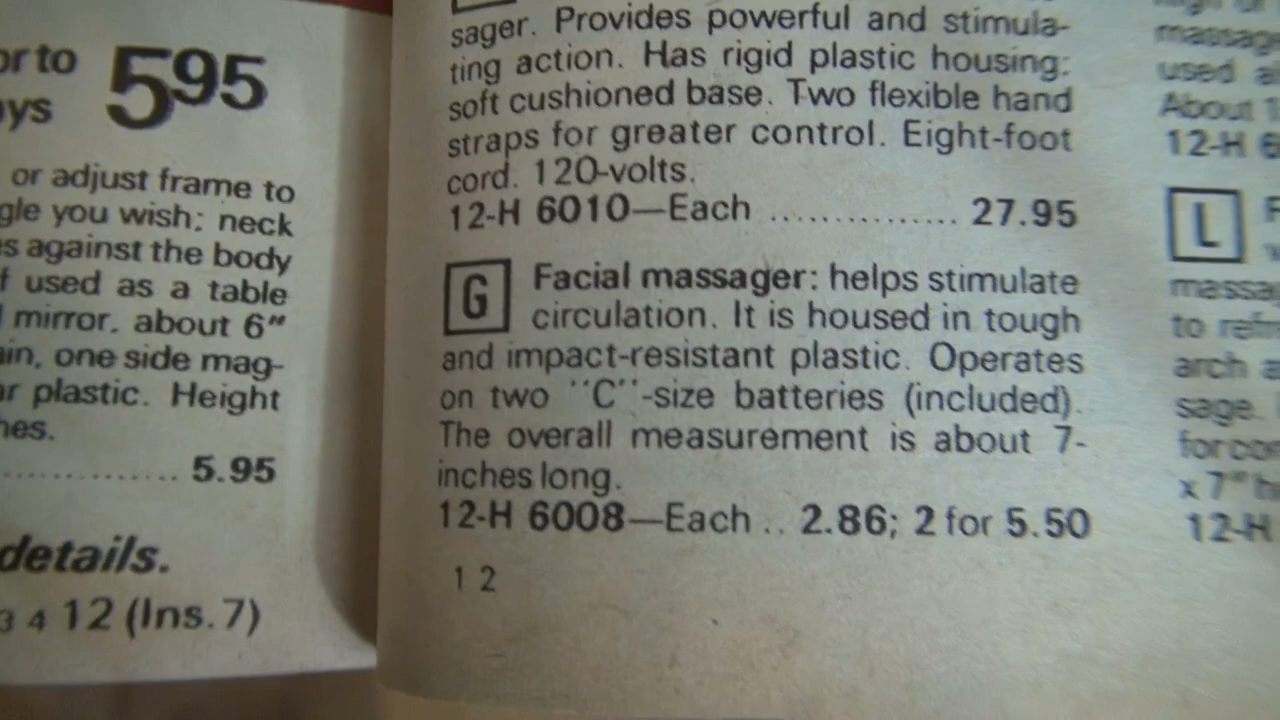 or to
ys
5 95
or adjust frame to
gle you wish; neck
s against the body
f used as a table
mirror, about 6"
ain, one side mag-
ar plastic. Height
hes.
............. 5.95
details.
3 4 12 (Ins. 7)
sager. Provides powerful and stimula-
ting action. Has rigid plastic housing;
soft cushioned base. Two flexible hand
straps for greater control. Eight-foot
cord. 120-volts.
12-H 6010—Each ............... 27.95
G Facial massager: helps stimulate
circulation. It is housed in tough
and impact-resistant plastic. Operates
on two "C"-size batteries (included).
The overall measurement is about 7-
inches long.
12-H 6008—Each .. 2.86; 2 for 5.50
12
massag
used
About
12-H 6
L
massa
to refr
arch a
sage.
for
x 7"
12-H